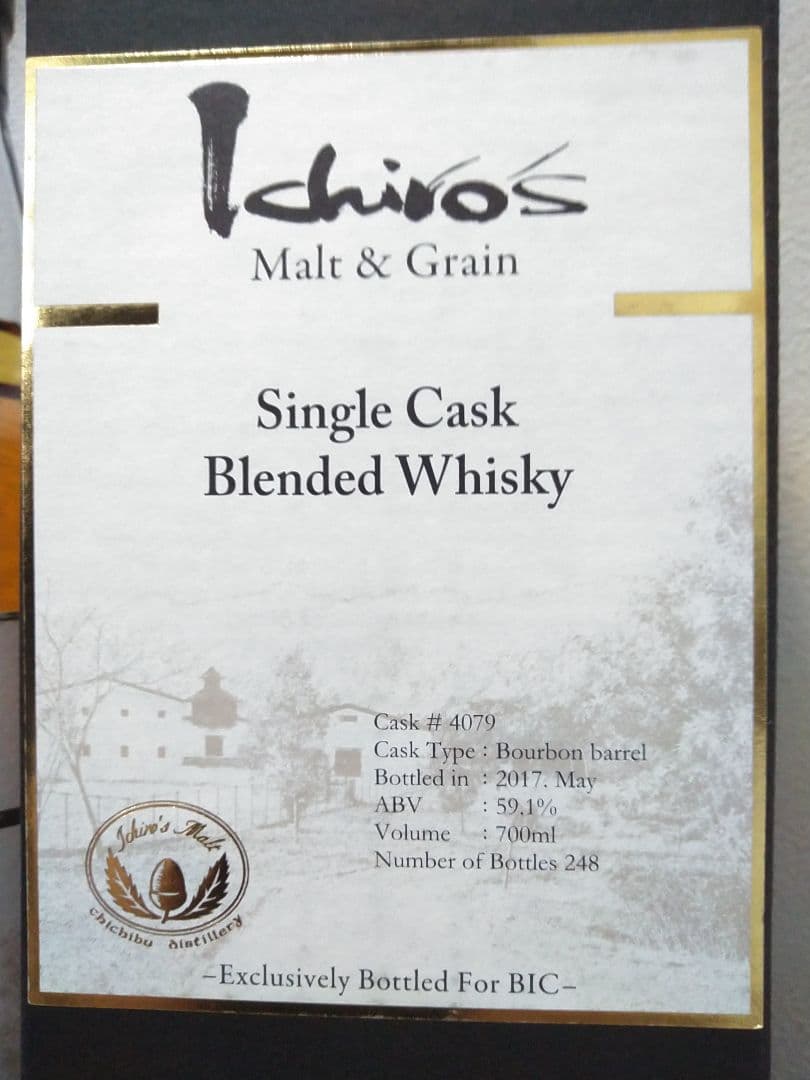 Ichiro's
Malt & Grain
Single Cask
Blended Whisky
Cask # 4079
Cask Type : Bourbon barrel
Bottled in : 2017. May
ABV : 59.1%
Volume : 700ml
Number of Bottles 248
Ichiro's Malt
chichibu distillery
–Exclusively Bottled For BIC–